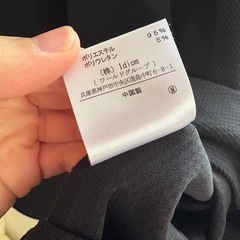 ポリエステル 95%
ポリウレタン 5%
(株)Idiom
(ワールドグループ)
兵庫県神戸市中央区港島中町6-8-1
中国製